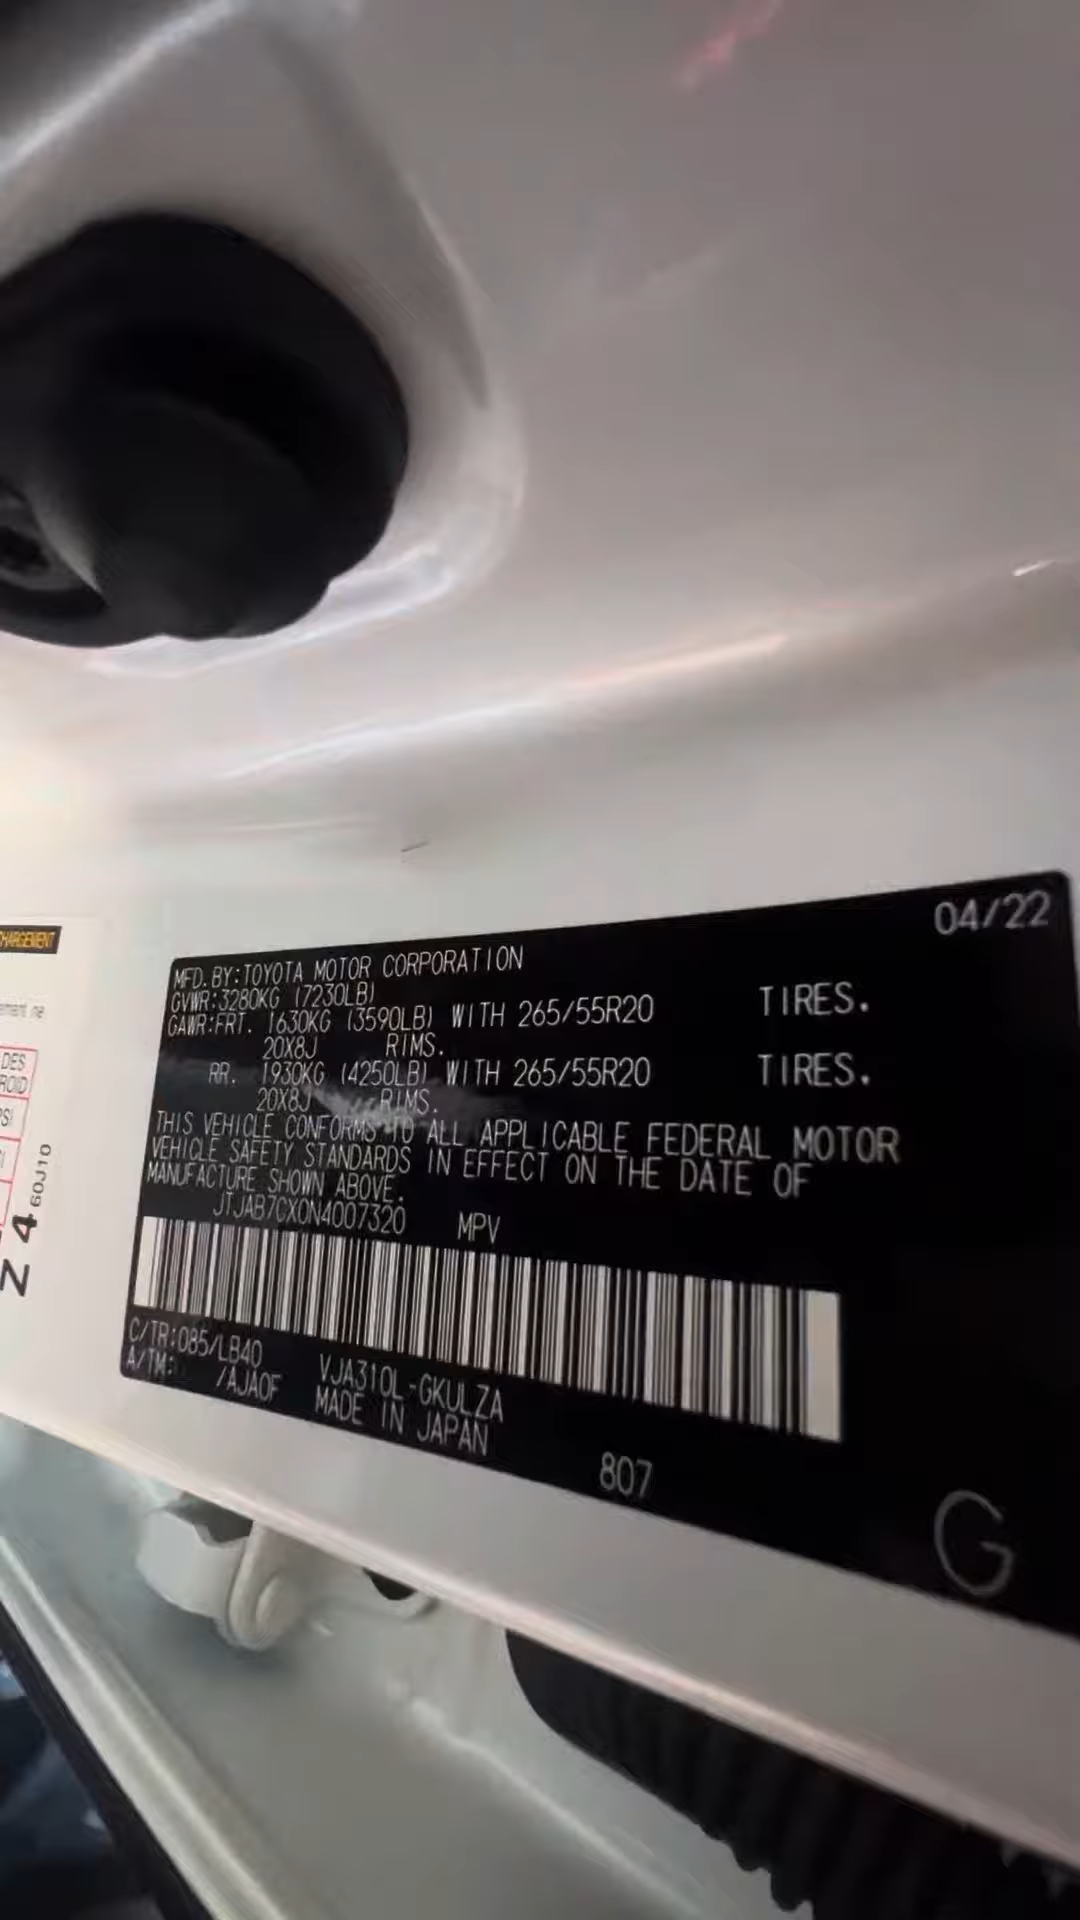 04/22
MFD. BY:TOYOTA MOTOR CORPORATION
GVWR:3280KG (7230LB)
GAWR:FRT. 1630KG (3590LB) WITH 265/55R20 TIRES.
20X8J RIMS.
RR. 1930KG (4250LB) WITH 265/55R20 TIRES.
20X8J RIMS.
THIS VEHICLE CONFORMS TO ALL APPLICABLE FEDERAL MOTOR
VEHICLE SAFETY STANDARDS IN EFFECT ON THE DATE OF
MANUFACTURE SHOWN ABOVE.
JTJAB7CX0N4007320 MPV
C/TR:085/LB40 VJA310L-GKULZA
A/TM: /AJA0F MADE IN JAPAN
807
G
DES
Z4
60J10